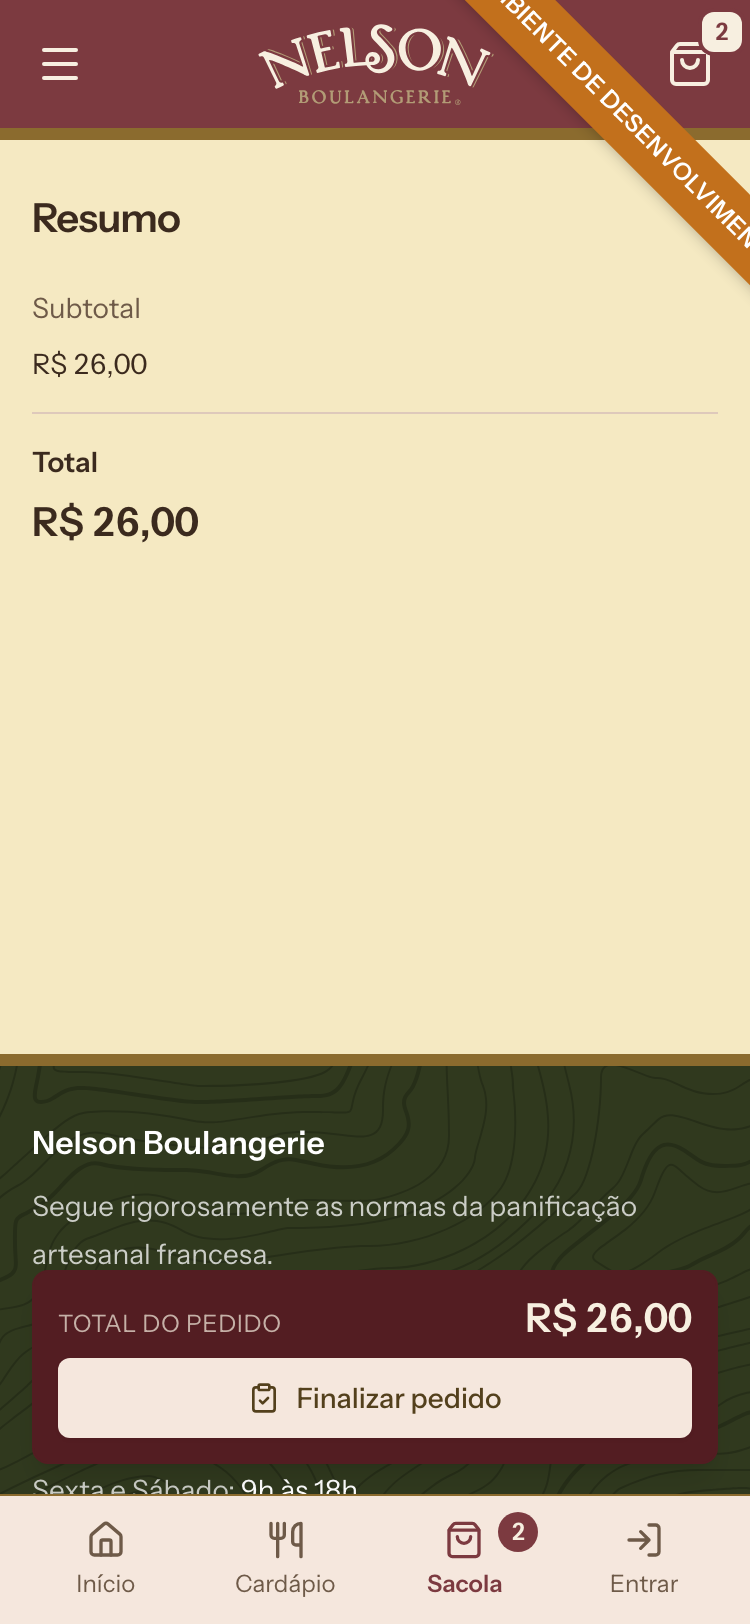 NELSON
BOULANGERIE
2
DE DESENVOLVIMEN
Resumo
Subtotal
R$ 26,00
Total
R$ 26,00
Nelson Boulangerie
Segue rigorosamente as normas da panificação
artesanal francesa.
TOTAL DO PEDIDO
R$ 26,00
Finalizar pedido
Sexta e Sábado: 9h às 18h
2
Início
Cardápio
Sacola
Entrar